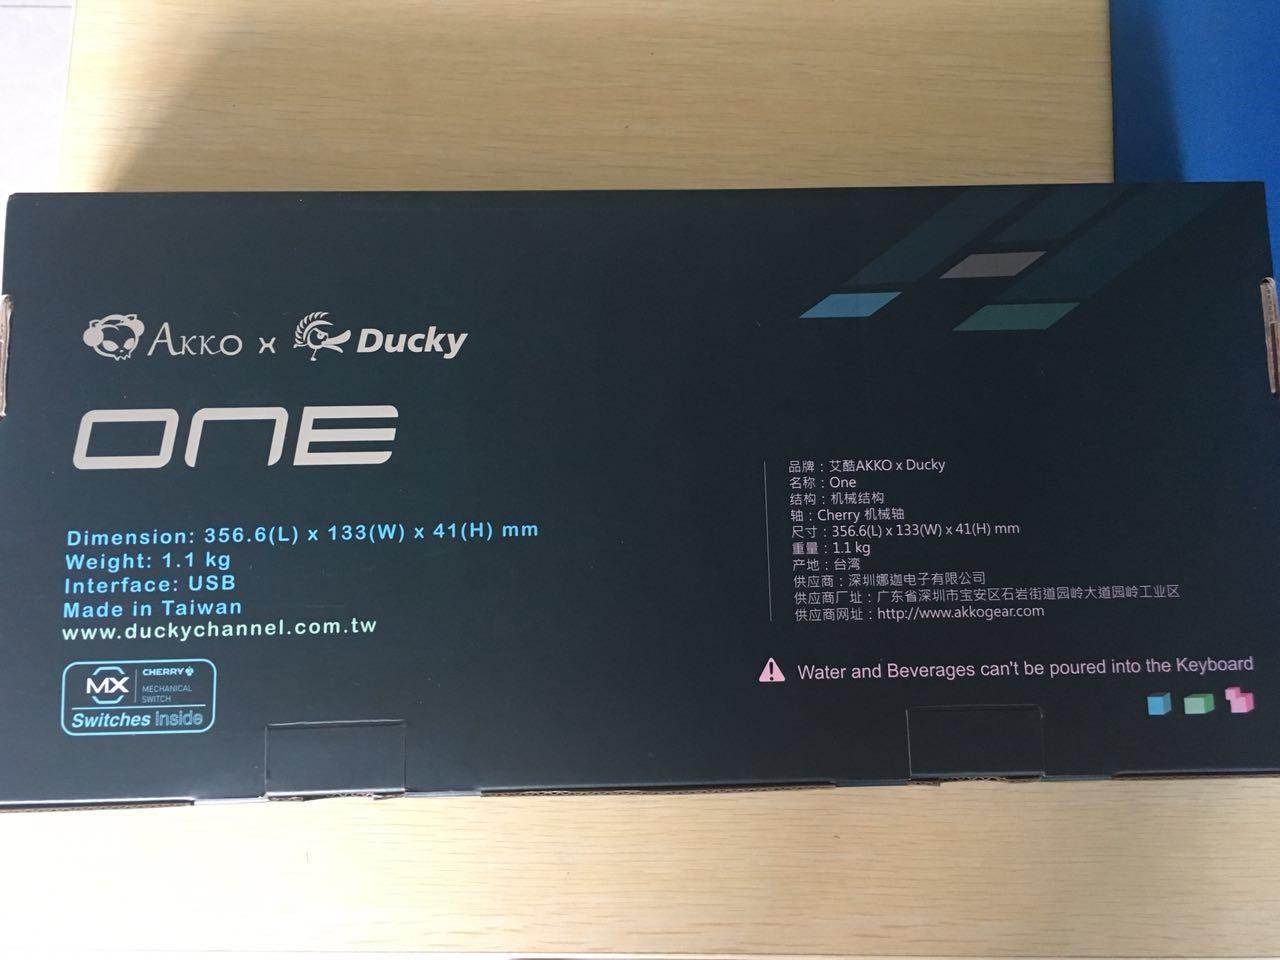 AKKO x Ducky
ONE
Dimension: 356.6(L) x 133(W) x 41(H) mm
Weight: 1.1 kg
Interface: USB
Made in Taiwan
www.duckychannel.com.tw
MX
CHERRY
MECHANICAL
SWITCH
Switches Inside
品牌：艾酷AKKO x Ducky
名称：One
结构：机械结构
轴：Cherry 机械轴
尺寸：356.6(L) x 133(W) x 41(H) mm
重量：1.1 kg
产地：台湾
供应商：深圳娜迦电子有限公司
供应商厂址：广东省深圳市宝安区石岩街道园岭大道园岭工业区
供应商网址：http://www.akkogear.com
Water and Beverages can't be poured into the Keyboard